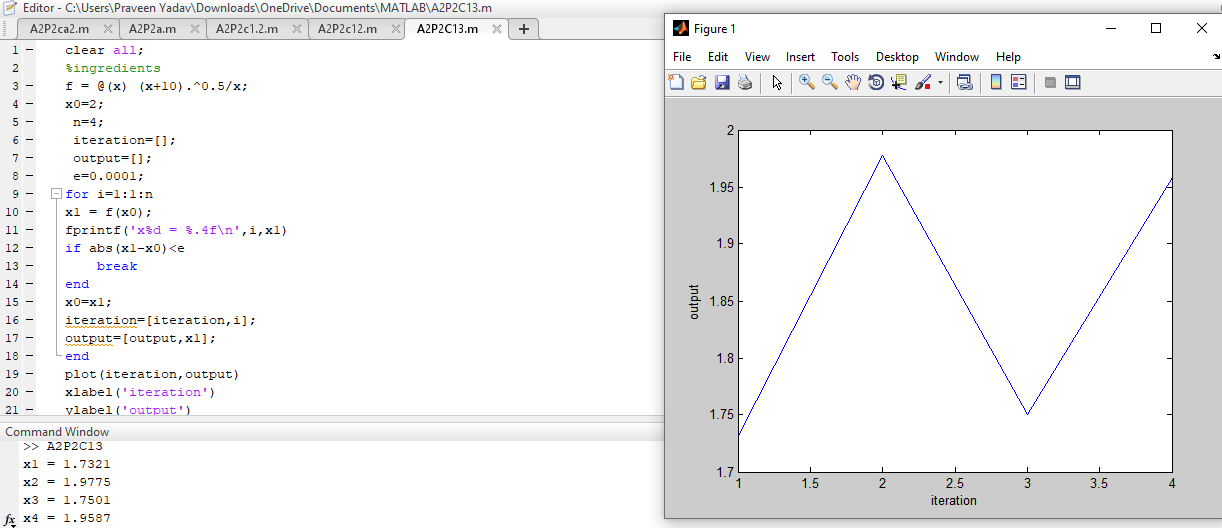 Editor - C:\Users\Praveen Yadav\Downloads\OneDrive\Documents\MATLAB\A2P2C13.m
A2P2ca2.m A2P2a.m A2P2c1.2.m A2P2c12.m A2P2C13.m
1 clear all;
2 %ingredients
3 f = @(x) (x+10).^0.5/x;
4 x0=2;
5 n=4;
6 iteration=[];
7 output=[];
8 e=0.0001;
9 for i=1:1:n
10 x1 = f(x0);
11 fprintf('x%d = %.4f\n',i,x1)
12 if abs(x1-x0)<e
13 break
14 end
15 x0=x1;
16 iteration=[iteration,i];
17 output=[output,x1];
18 end
19 plot(iteration,output)
20 xlabel('iteration')
21 ylabel('output')
Command Window
>> A2P2C13
x1 = 1.7321
x2 = 1.9775
x3 = 1.7501
fx x4 = 1.9587
Figure 1
File Edit View Insert Tools Desktop Window Help
2
1.95
1.9
1.85
1.8
1.75
1.7
output
1 1.5 2 2.5 3 3.5 4
iteration